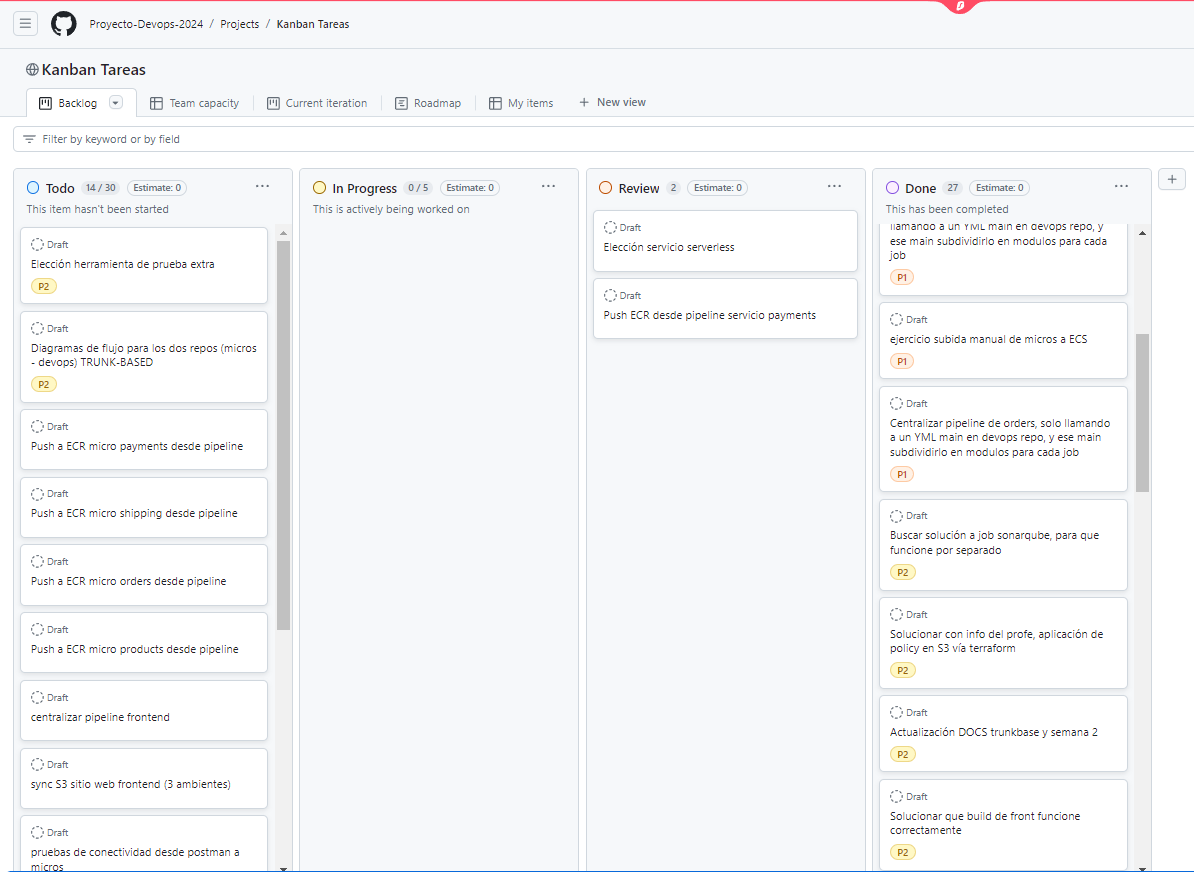 Proyecto-Devops-2024 / Projects / Kanban Tareas
Kanban Tareas
Backlog
Team capacity
Current iteration
Roadmap
My items
+ New view
Filter by keyword or by field
Todo 14 / 30 Estimate: 0
This item hasn't been started
Draft
Elección herramienta de prueba extra
P2
Draft
Diagramas de flujo para los dos repos (micros
- devops) TRUNK-BASED
P2
Draft
Push a ECR micro payments desde pipeline
Draft
Push a ECR micro shipping desde pipeline
Draft
Push a ECR micro orders desde pipeline
Draft
Push a ECR micro products desde pipeline
Draft
centralizar pipeline frontend
Draft
sync S3 sitio web frontend (3 ambientes)
Draft
pruebas de conectividad desde postman a
micros
In Progress 0 / 5 Estimate: 0
This is actively being worked on
Review 2 Estimate: 0
Draft
Elección servicio serverless
Draft
Push ECR desde pipeline servicio payments
Done 27 Estimate: 0
This has been completed
llamando a un YML main en devops repo, y
ese main subdividirlo en modulos para cada
job
P1
Draft
ejercicio subida manual de micros a ECS
P1
Draft
Centralizar pipeline de orders, solo llamando
a un YML main en devops repo, y ese main
subdividirlo en modulos para cada job
P1
Draft
Buscar solución a job sonarqube, para que
funcione por separado
P2
Draft
Solucionar con info del profe, aplicación de
policy en S3 vía terraform
P2
Draft
Actualización DOCS trunkbase y semana 2
P2
Draft
Solucionar que build de front funcione
correctamente
P2